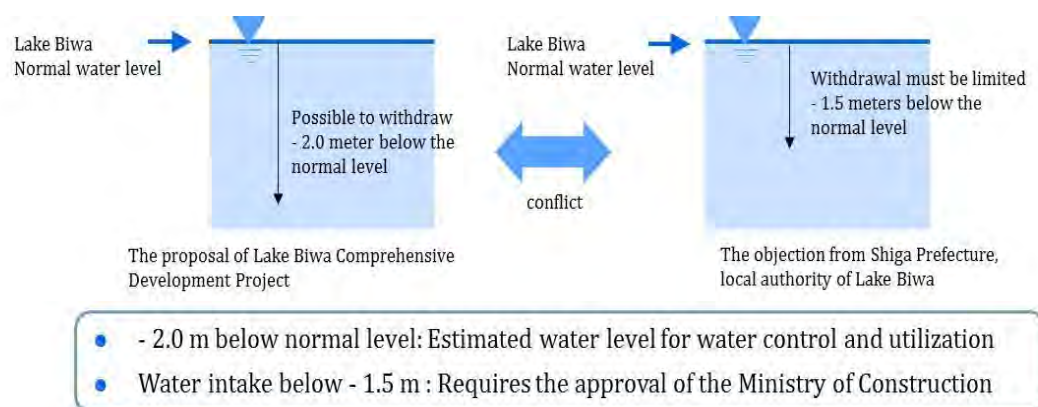 Lake Biwa
Normal water level
Possible to withdraw
- 2.0 meter below the
normal level
The proposal of Lake Biwa Comprehensive
Development Project
conflict
Lake Biwa
Normal water level
Withdrawal must be limited
- 1.5 meters below the
normal level
The objection from Shiga Prefecture,
local authority of Lake Biwa
- 2.0 m below normal level: Estimated water level for water control and utilization
Water intake below - 1.5 m : Requires the approval of the Ministry of Construction